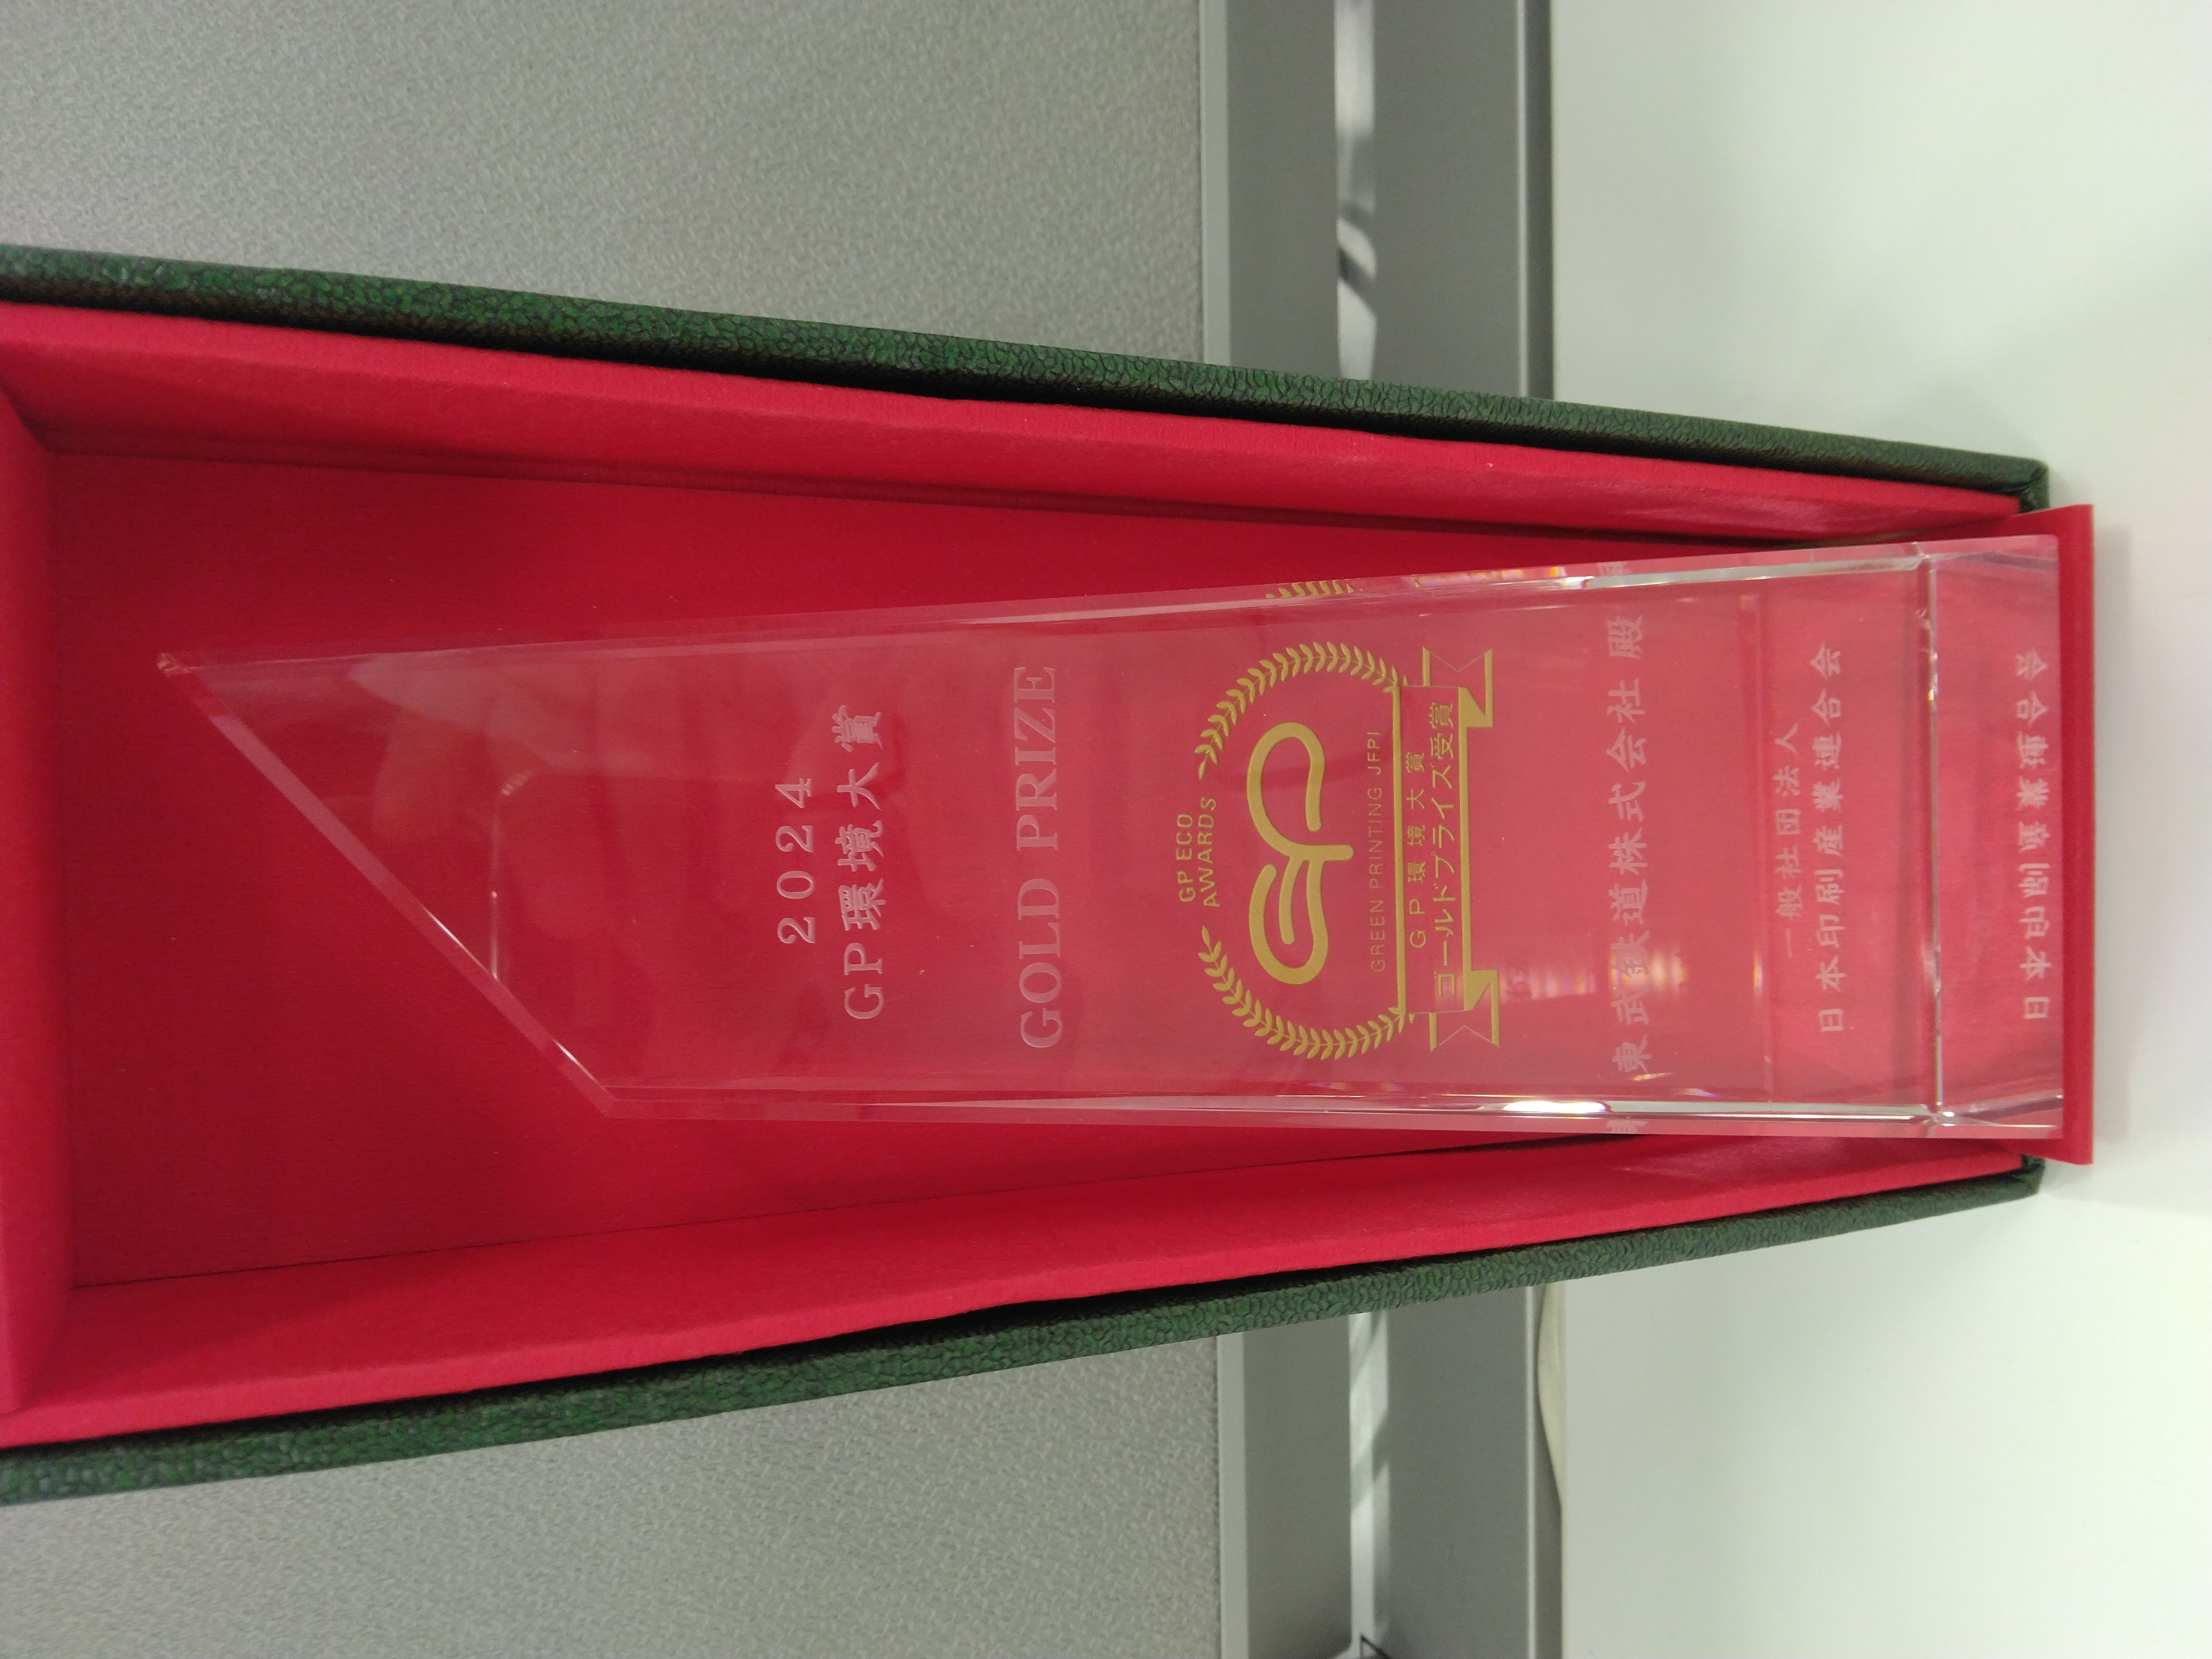 2024
GP環境大賞
GOLD PRIZE
GP ECO
AWARDS
GP
GREEN PRINTING JFPI
GP環境大賞
ゴールドプライズ受賞
東武鉄道株式会社 殿
一般社団法人
日本印刷産業連合会